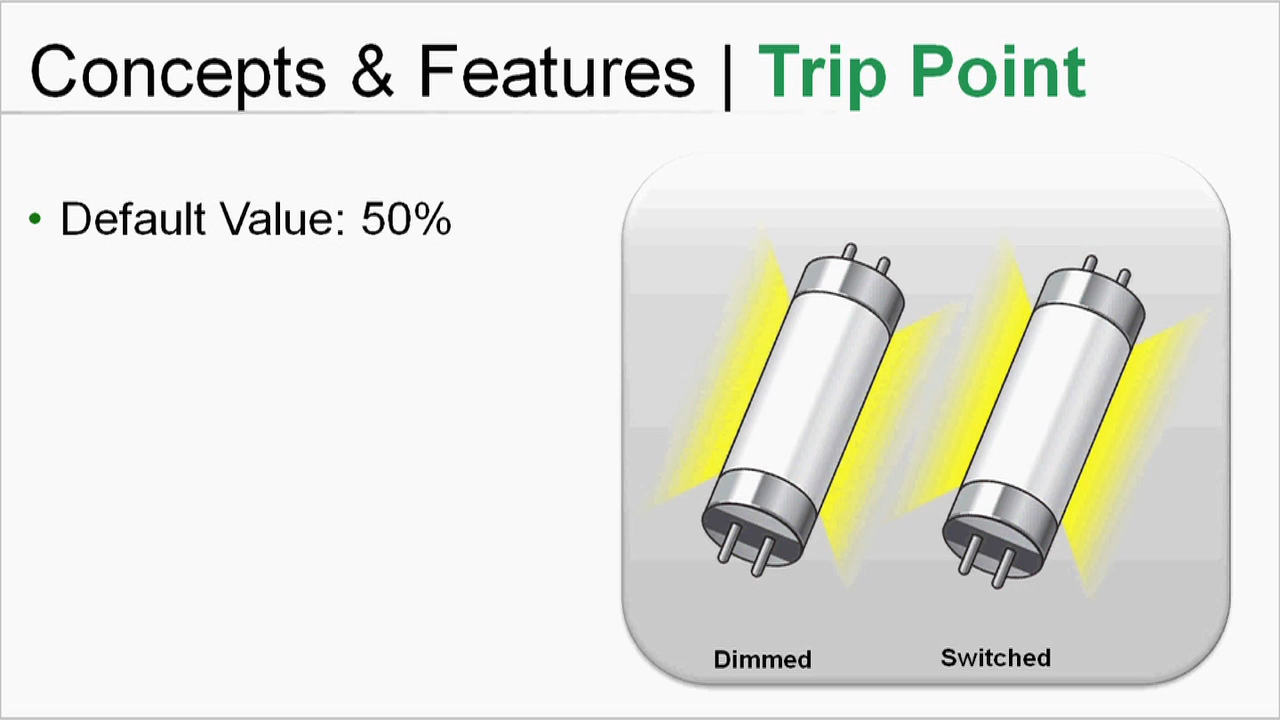 Concepts & Features | Trip Point
• Default Value: 50%
Dimmed
Switched